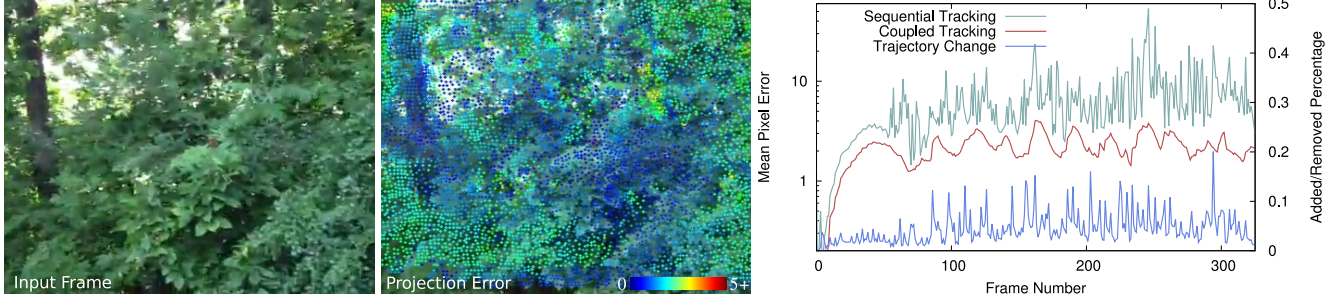 Input Frame
Projection Error 0 5+
Sequential Tracking
Coupled Tracking
Trajectory Change
Mean Pixel Error
10
1
0 100 200 300
Frame Number
0.5
0.4
0.3
0.2
0.1
0
Added/Removed Percentage